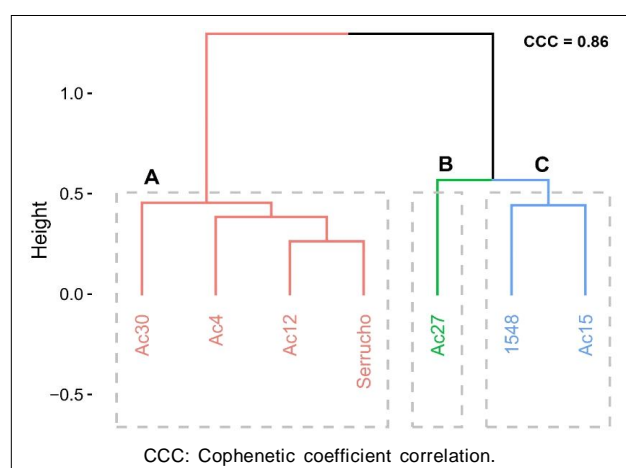 CCC = 0.86
1.0
A
B
C
0.5
Height
0.0
Ac30
Ac4
Ac12
Serrucho
Ac27
1548
Ac15
−0.5
CCC: Cophenetic coefficient correlation.